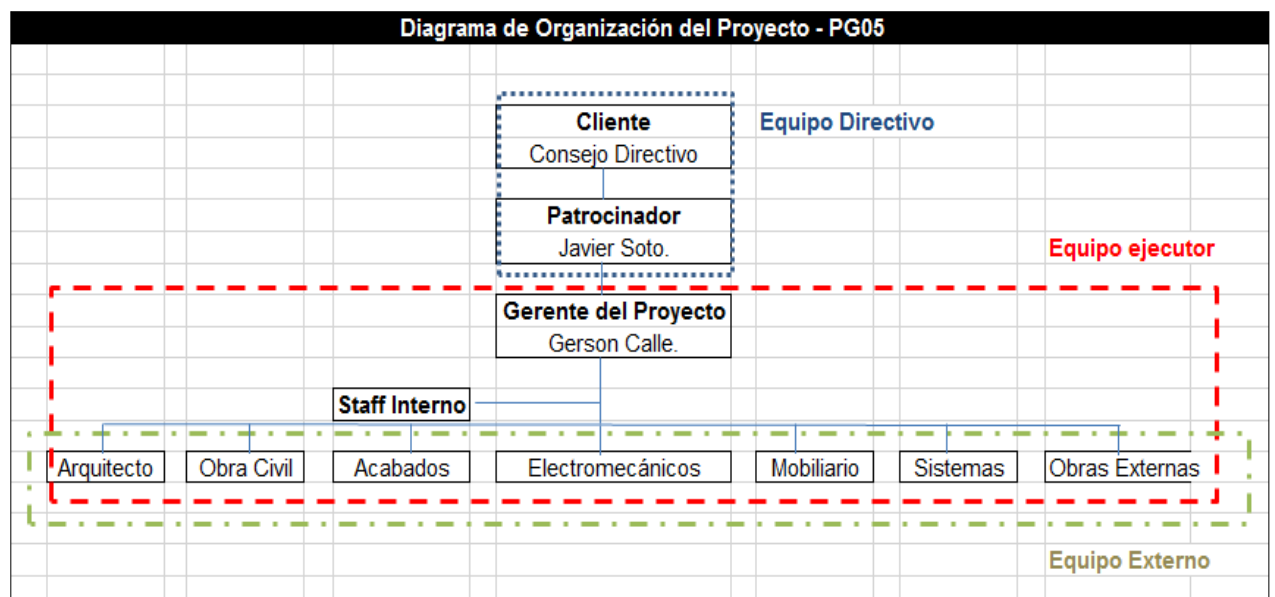 Diagrama de Organización del Proyecto - PG05
Cliente
Equipo Directivo
Consejo Directivo
Patrocinador
Javier Soto.
Equipo ejecutor
Gerente del Proyecto
Gerson Calle.
Staff Interno
Arquitecto
Obra Civil
Acabados
Electromecánicos
Mobiliario
Sistemas
Obras Externas
Equipo Externo